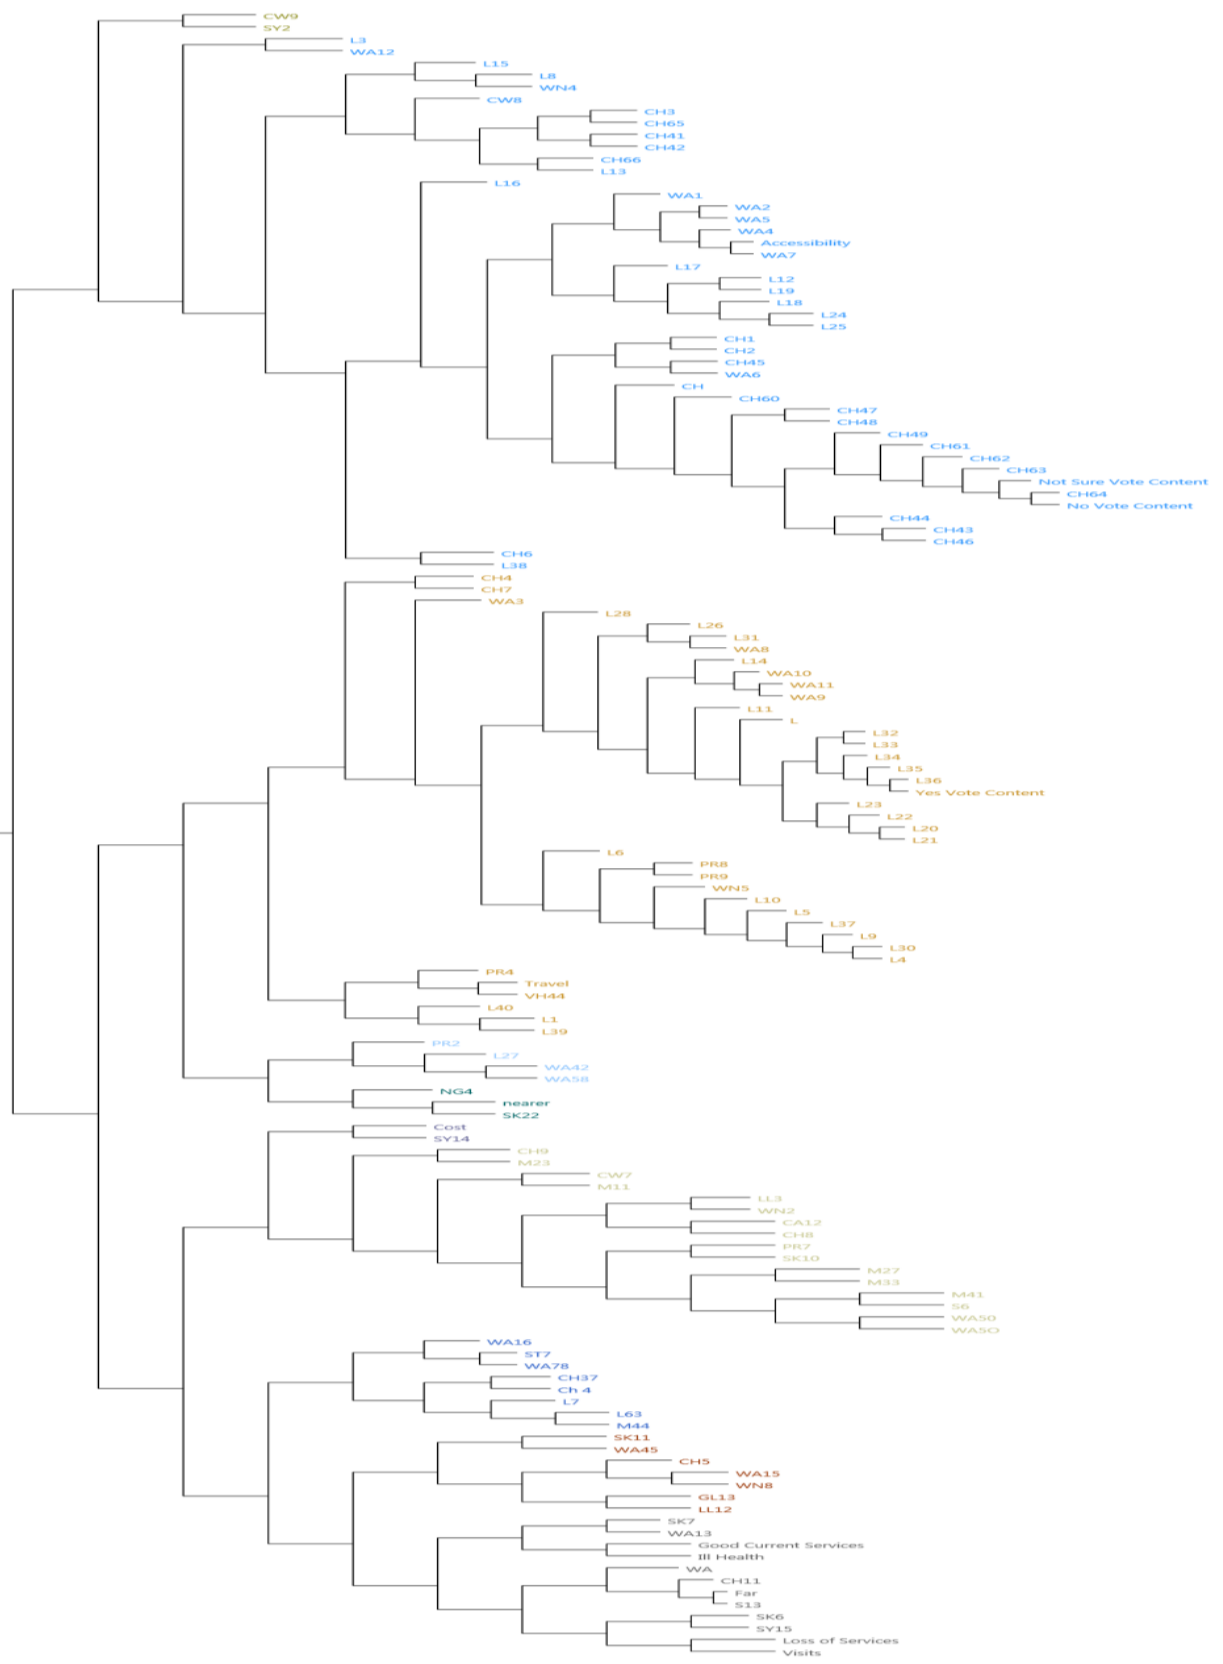 CW9
SY2
L3
WA12
L15
L8
WN4
CW8
CH3
CH65
CH41
CH42
CH66
L13
L16
WA1
WA2
WA5
WA4
Accessibility
WA7
L17
L12
L19
L18
L24
L25
CH1
CH2
CH45
WA6
CH
CH60
CH47
CH48
CH49
CH61
CH62
CH63
Not Sure Vote Content
CH64
No Vote Content
CH44
CH43
CH46
CH6
L38
CH4
CH7
WA3
L28
L26
L31
WA8
L14
WA10
WA11
WA9
L11
L
L32
L33
L34
L35
L36
Yes Vote Content
L23
L22
L20
L21
L6
PR8
PR9
WN5
L10
L5
L37
L9
L30
L4
PR4
Travel
VH44
L40
L1
L39
PR2
L27
WA42
WA58
NG4
nearer
SK22
Cost
SY14
CH9
M23
CW7
M11
LL3
WN2
CA12
CH8
PR7
SK10
M27
M33
M41
S6
WA50
WA5O
WA16
ST7
WA78
CH37
Ch 4
L7
L63
M44
SK11
WA45
CH5
WA15
WN8
GL13
LL12
SK7
WA13
Good Current Services
Ill Health
WA
CH11
Far
S13
SK6
SY15
Loss of Services
Visits